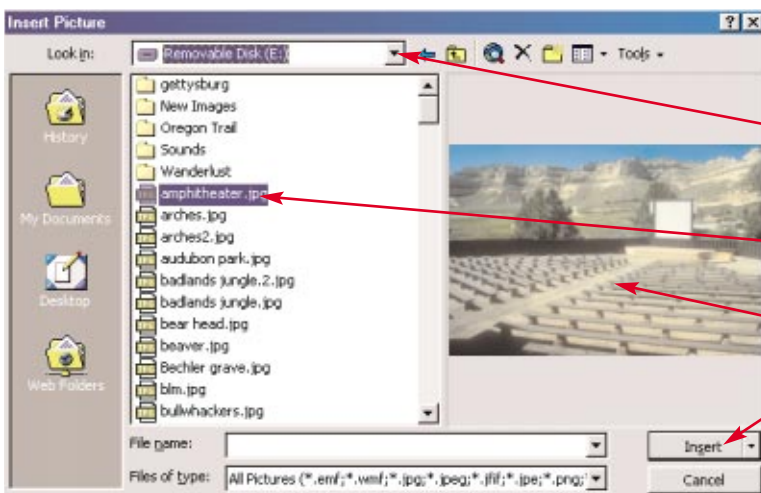 Insert Picture
Look in:
Removable Disk (E:)
Tools
History
My Documents
Desktop
Web Folders
gettysburg
New Images
Oregon Trail
Sounds
Wanderlust
amphitheater.jpg
arches.jpg
arches2.jpg
audubon park.jpg
badlands jungle.2.jpg
badlands jungle.jpg
bear head.jpg
beaver.jpg
Bechler grave.jpg
blm.jpg
bullwhackers.jpg
File name:
Insert
Files of type:
All Pictures (*.emf;*.wmf;*.jpg;*.jpeg;*.jfif;*.jpe;*.png;
Cancel